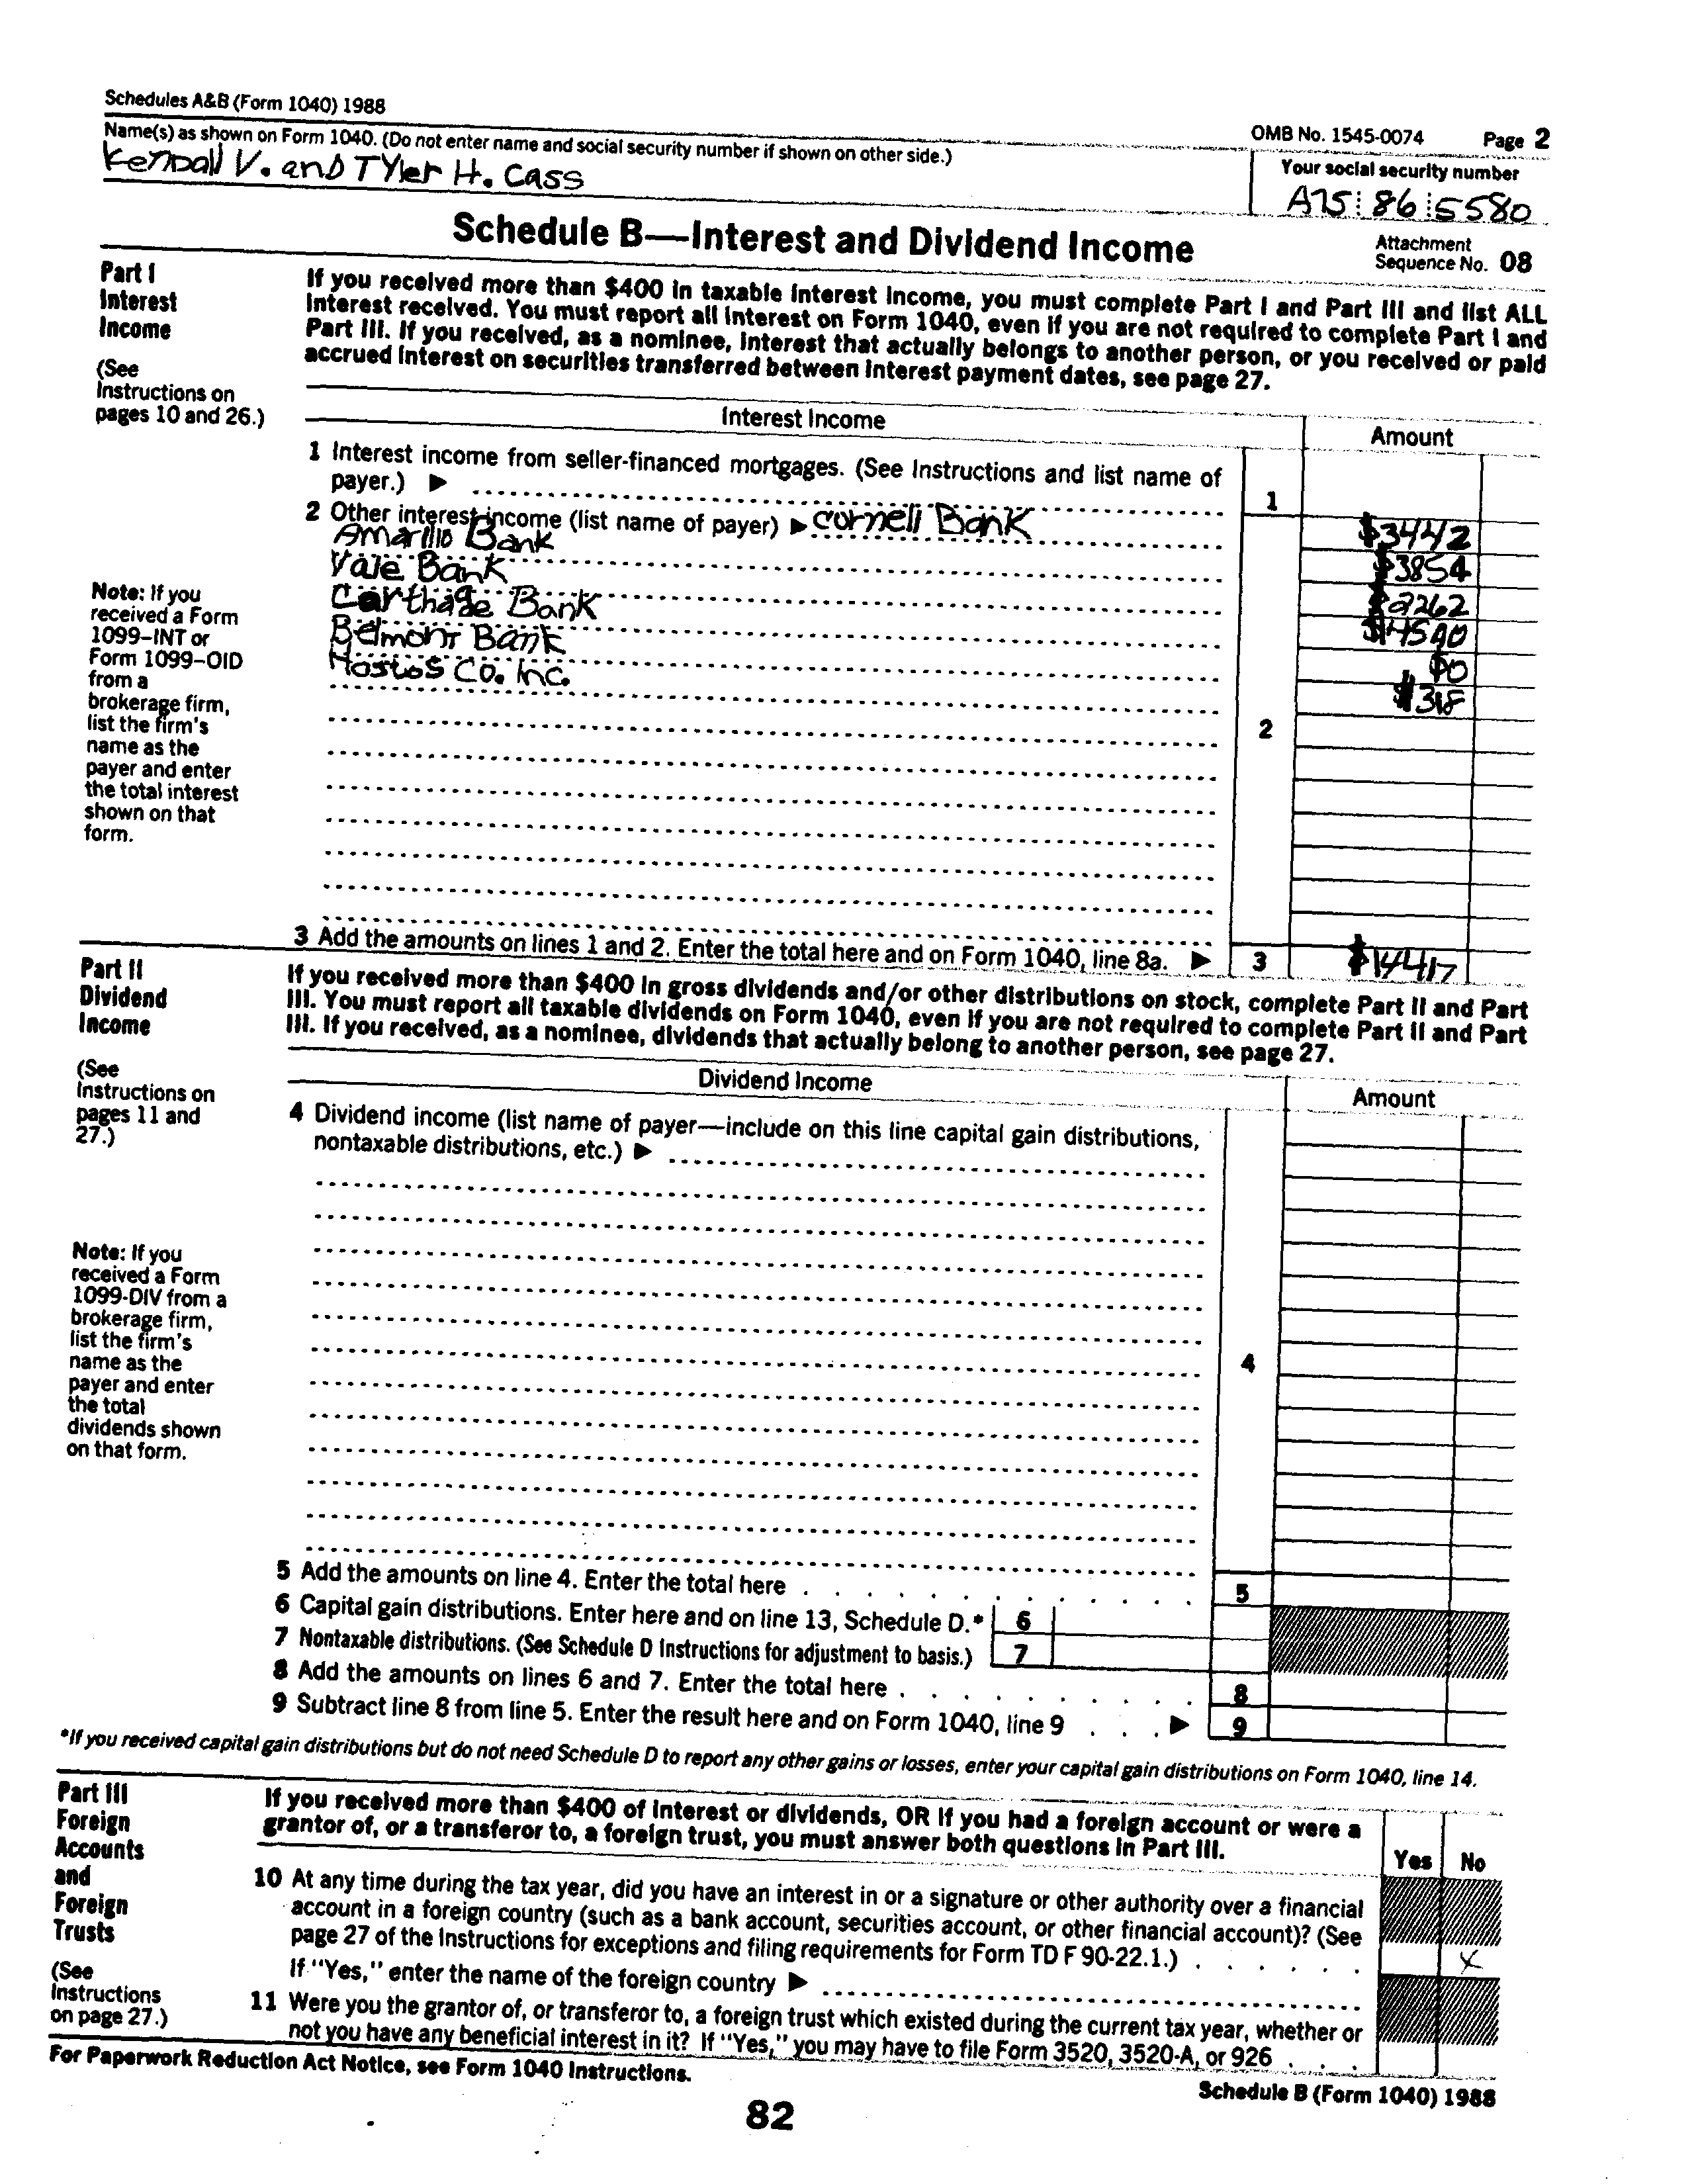 Schedules A&B (Form 1040) 1988
OMB No. 1545-0074 Page 2
Name(s) as shown on Form 1040. (Do not enter name and social security number if shown on other side.)
Your social security number
Kendall V. and Tyler H. Cass
A75 86 5580
Schedule B—Interest and Dividend Income
Attachment
Sequence No. 08
Part I
Interest
Income
(See
Instructions on
pages 10 and 26.)
If you received more than $400 in taxable interest income, you must complete Part I and Part III and list ALL
interest received. You must report all interest on Form 1040, even if you are not required to complete Part I and
Part III. If you received, as a nominee, interest that actually belongs to another person, or you received or paid
accrued interest on securities transferred between interest payment dates, see page 27.
Interest Income
Amount
1 Interest income from seller-financed mortgages. (See Instructions and list name of
payer.) ▶
1
2 Other interest income (list name of payer) ▶ Cornell Bank
$3442
Amarillo Bank
$3854
Yale Bank
$2262
Carthage Bank
$4590
Belmont Bank
$0
Hostos Co. Inc.
$318
2
Note: If you
received a Form
1099–INT or
Form 1099–OID
from a
brokerage firm,
list the firm's
name as the
payer and enter
the total interest
shown on that
form.
3 Add the amounts on lines 1 and 2. Enter the total here and on Form 1040, line 8a. ▶
3
Part II
Dividend
Income
(See
Instructions on
pages 11 and
27.)
If you received more than $400 in gross dividends and/or other distributions on stock, complete Part II and Part
III. You must report all taxable dividends on Form 1040, even if you are not required to complete Part II and Part
III. If you received, as a nominee, dividends that actually belong to another person, see page 27.
Dividend Income
Amount
4 Dividend income (list name of payer—include on this line capital gain distributions,
nontaxable distributions, etc.) ▶
Note: If you
received a Form
1099-DIV from a
brokerage firm,
list the firm's
name as the
payer and enter
the total
dividends shown
on that form.
4
5 Add the amounts on line 4. Enter the total here . . . . . . . . . . . 5
6 Capital gain distributions. Enter here and on line 13, Schedule D.* 6
7 Nontaxable distributions. (See Schedule D Instructions for adjustment to basis.) 7
8 Add the amounts on lines 6 and 7. Enter the total here . . . . . . . . . 8
9 Subtract line 8 from line 5. Enter the result here and on Form 1040, line 9 . . . ▶ 9
*If you received capital gain distributions but do not need Schedule D to report any other gains or losses, enter your capital gain distributions on Form 1040, line 14.
Part III
Foreign
Accounts
and
Foreign
Trusts
(See
Instructions
on page 27.)
If you received more than $400 of interest or dividends, OR if you had a foreign account or were a
grantor of, or a transferor to, a foreign trust, you must answer both questions in Part III.
Yes No
10 At any time during the tax year, did you have an interest in or a signature or other authority over a financial
account in a foreign country (such as a bank account, securities account, or other financial account)? (See
page 27 of the Instructions for exceptions and filing requirements for Form TD F 90-22.1.) . . . . . . X
If "Yes," enter the name of the foreign country ▶
11 Were you the grantor of, or transferor to, a foreign trust which existed during the current tax year, whether or
not you have any beneficial interest in it? If "Yes," you may have to file Form 3520, 3520-A, or 926 . . .
For Paperwork Reduction Act Notice, see Form 1040 Instructions.
Schedule B (Form 1040) 1988
82